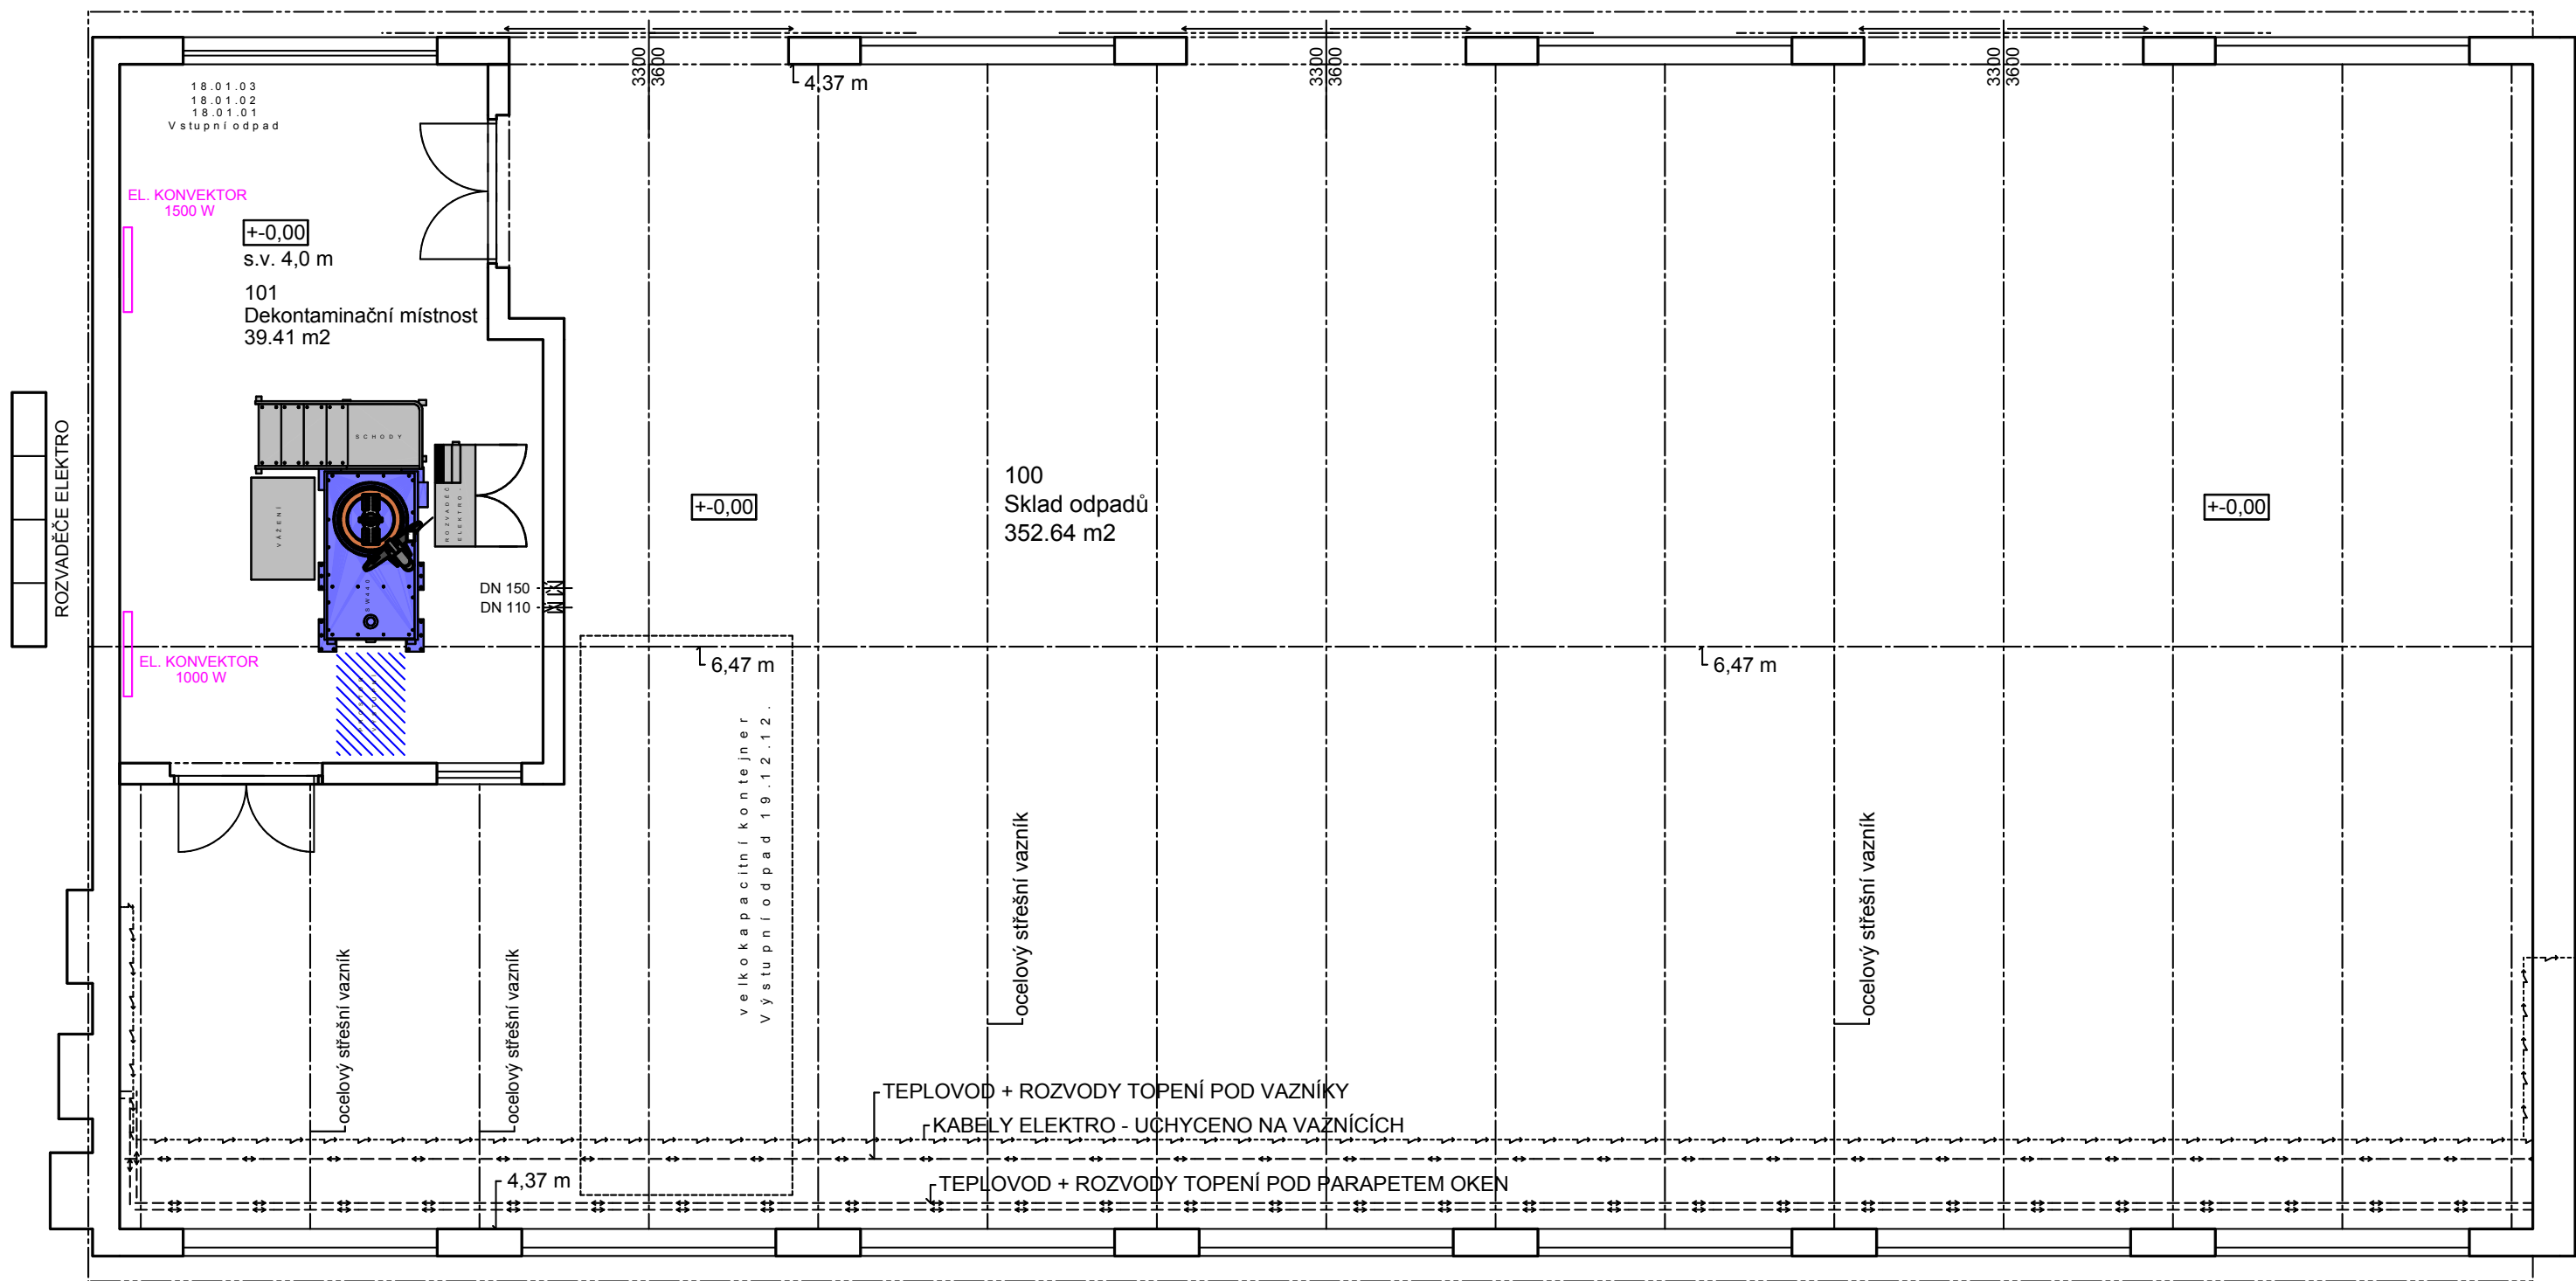 3300
3600
3300
3600
3300
3600
4,37 m
18.01.03
18.01.02
18.01.01
Vstupní odpad
EL. KONVEKTOR
1500 W
+-0,00
s.v. 4,0 m
101
Dekontaminační místnost
39.41 m2
ROZVADĚČE ELEKTRO
SCHODY
VÁŽENÍ
ROZVADĚČ
ELEKTRO.
SW440
DN 150
DN 110
+-0,00
100
Sklad odpadů
352.64 m2
+-0,00
EL. KONVEKTOR
1000 W
6,47 m
6,47 m
velkokapacitní kontejner
Výstupní odpad 19.12.12.
ocelový střešní vazník
ocelový střešní vazník
ocelový střešní vazník
ocelový střešní vazník
TEPLOVOD + ROZVODY TOPENÍ POD VAZNÍKY
KABELY ELEKTRO - UCHYCENO NA VAZNÍCÍCH
4,37 m
TEPLOVOD + ROZVODY TOPENÍ POD PARAPETEM OKEN